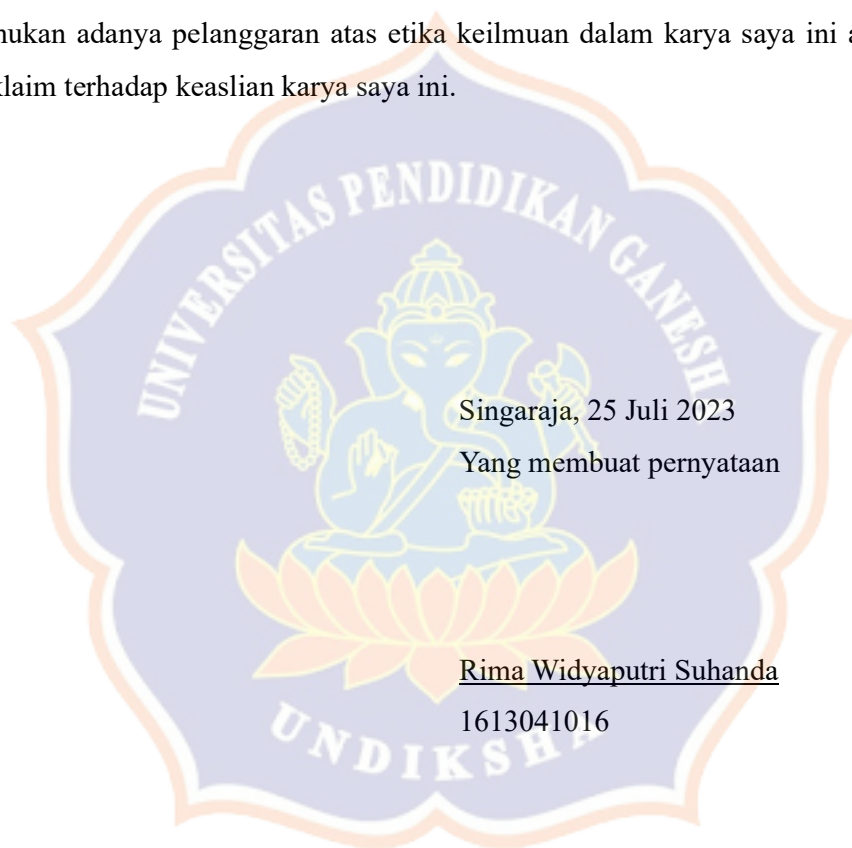 adanya pelanggaran atas etika keilmuan dalam karya saya ini
klaim terhadap keaslian karya saya ini.
UNIVERSITAS PENDIDIKAN GANESH
Singaraja, 25 Juli 2023
Yang membuat pernyataan
Rima Widyaputri Suhanda
1613041016
UNDIKSHA